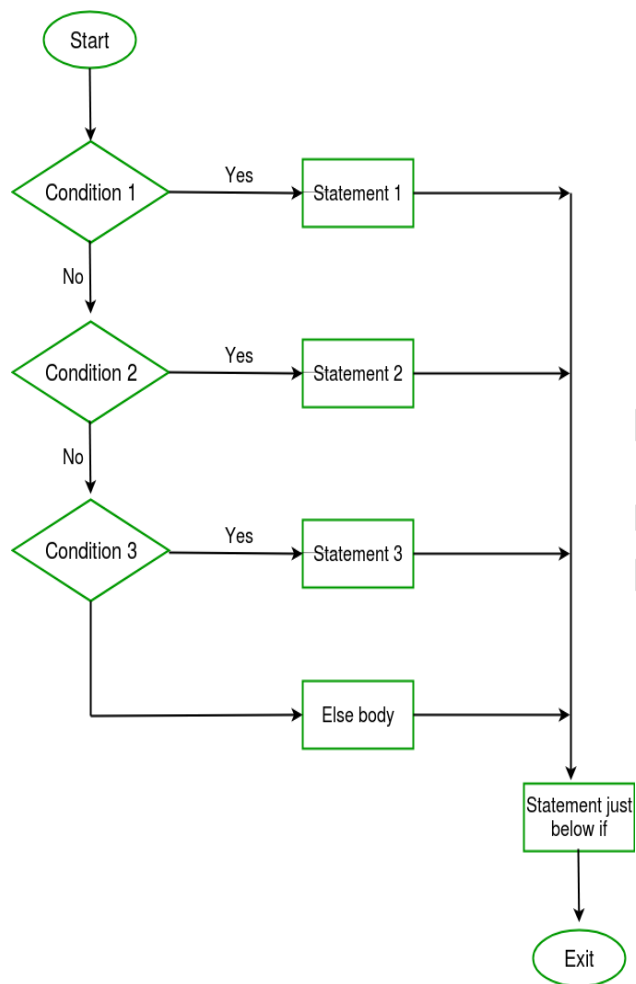 Start
Condition 1
Yes
Statement 1
No
Condition 2
Yes
Statement 2
No
Condition 3
Yes
Statement 3
Else body
Statement just
below if
Exit